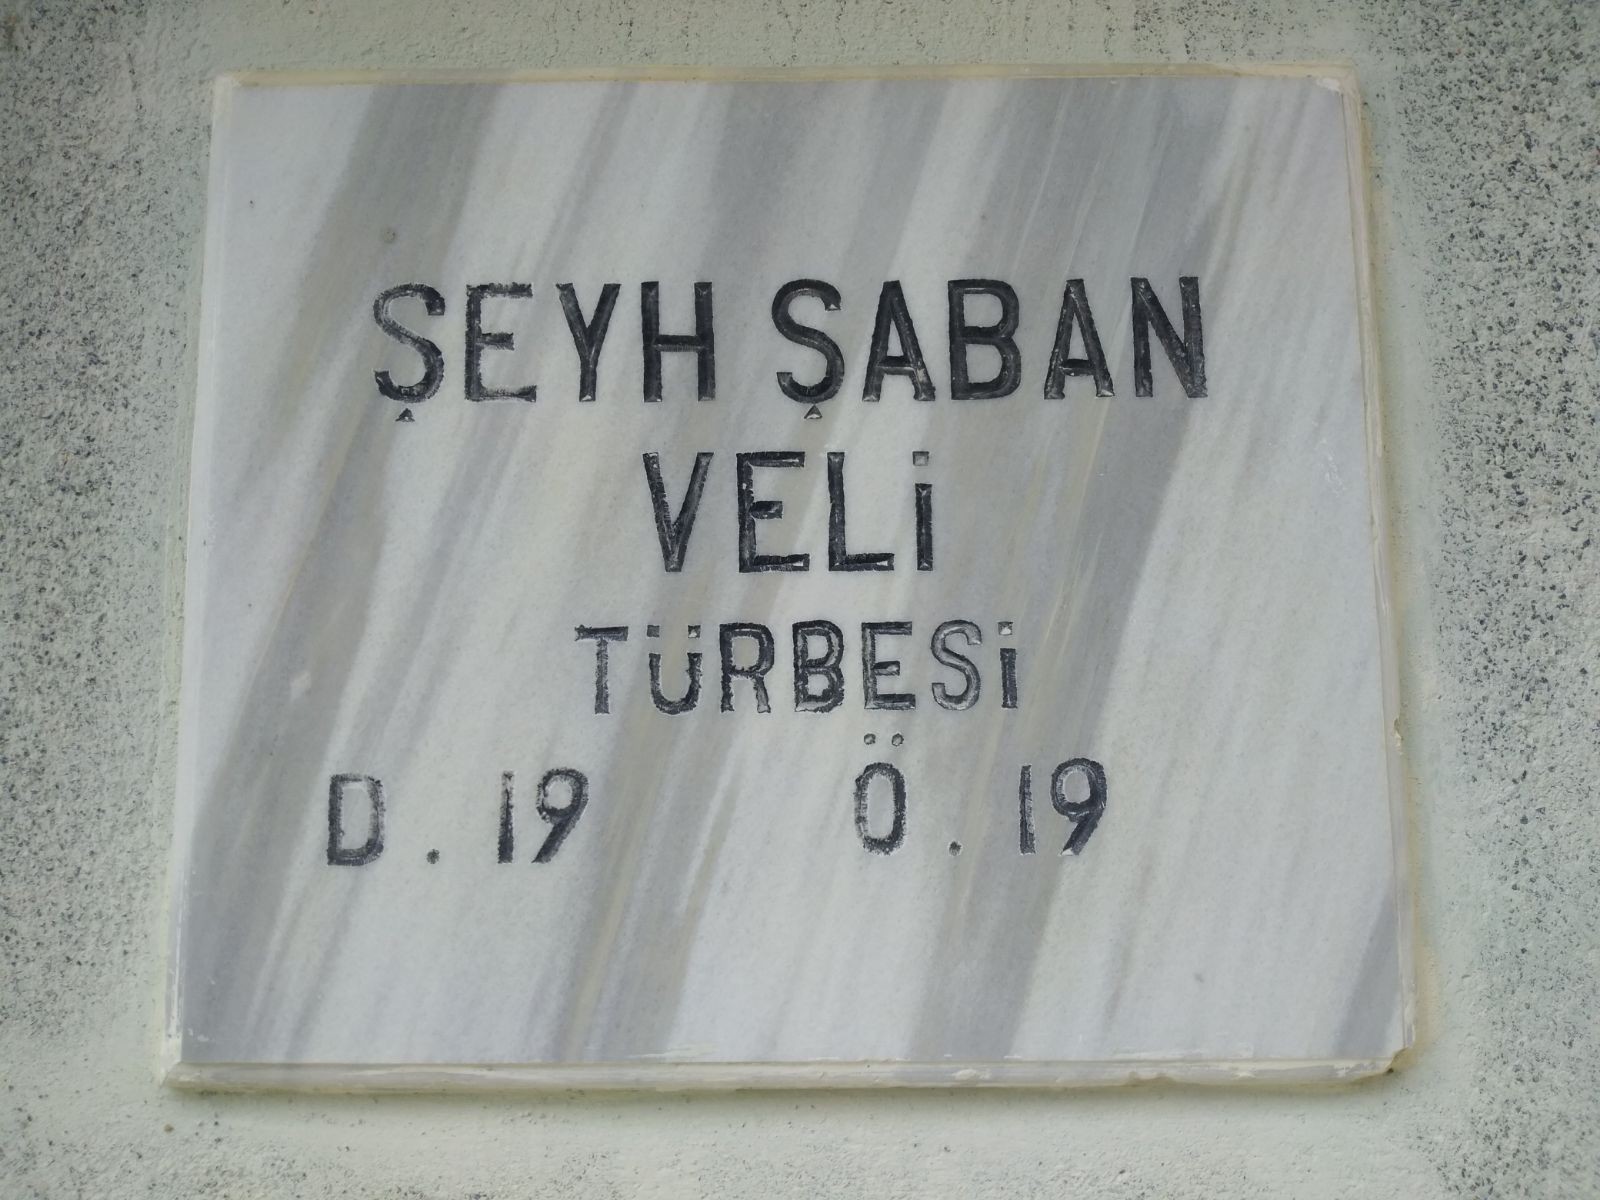 ŞEYH ŞABAN
VELİ
TÜRBESİ
D. 19 Ö. 19